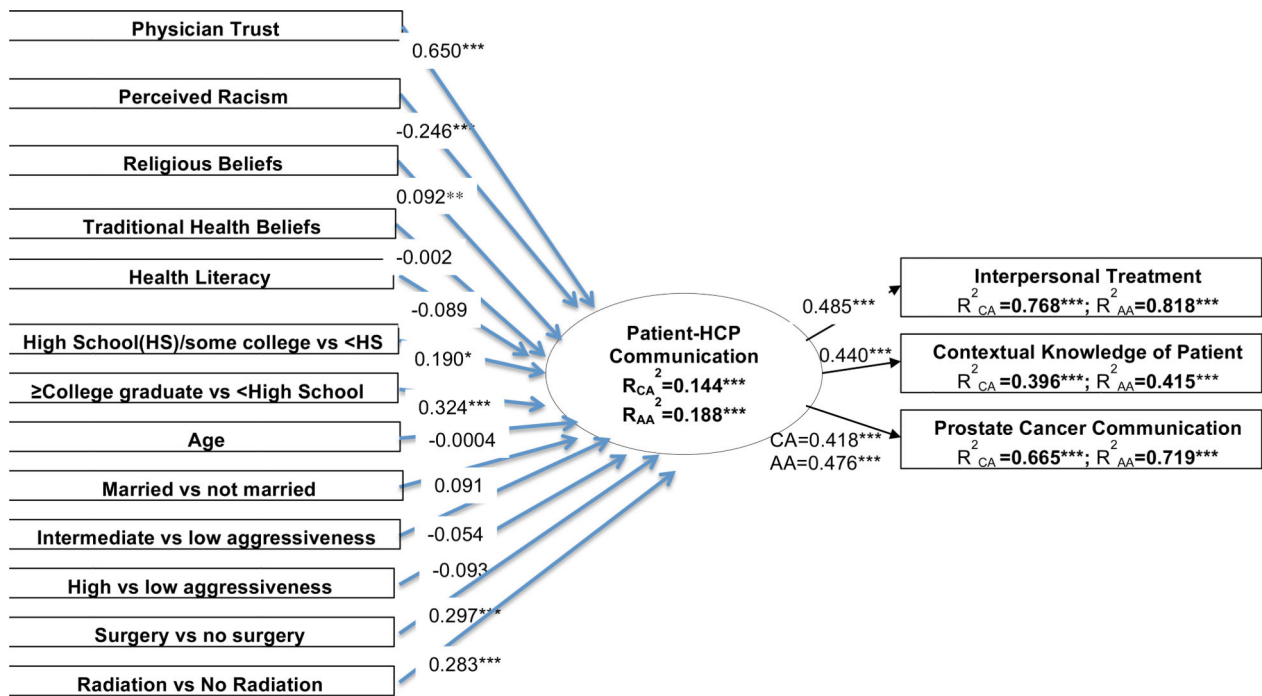 Physician Trust
0.650***
Perceived Racism
-0.246***
Religious Beliefs
0.092**
Traditional Health Beliefs
-0.002
Health Literacy
-0.089
High School(HS)/some college vs <HS
0.190*
≥College graduate vs <High School
0.324***
Age
-0.0004
Married vs not married
0.091
Intermediate vs low aggressiveness
-0.054
High vs low aggressiveness
-0.093
Surgery vs no surgery
0.297***
Radiation vs No Radiation
0.283***
Patient-HCP
Communication
R_CA^2=0.144***
R_AA^2=0.188***
0.485***
0.440***
CA=0.418***
AA=0.476***
Interpersonal Treatment
R^2_CA=0.768***; R^2_AA=0.818***
Contextual Knowledge of Patient
R^2_CA=0.396***; R^2_AA=0.415***
Prostate Cancer Communication
R^2_CA=0.665***; R^2_AA=0.719***